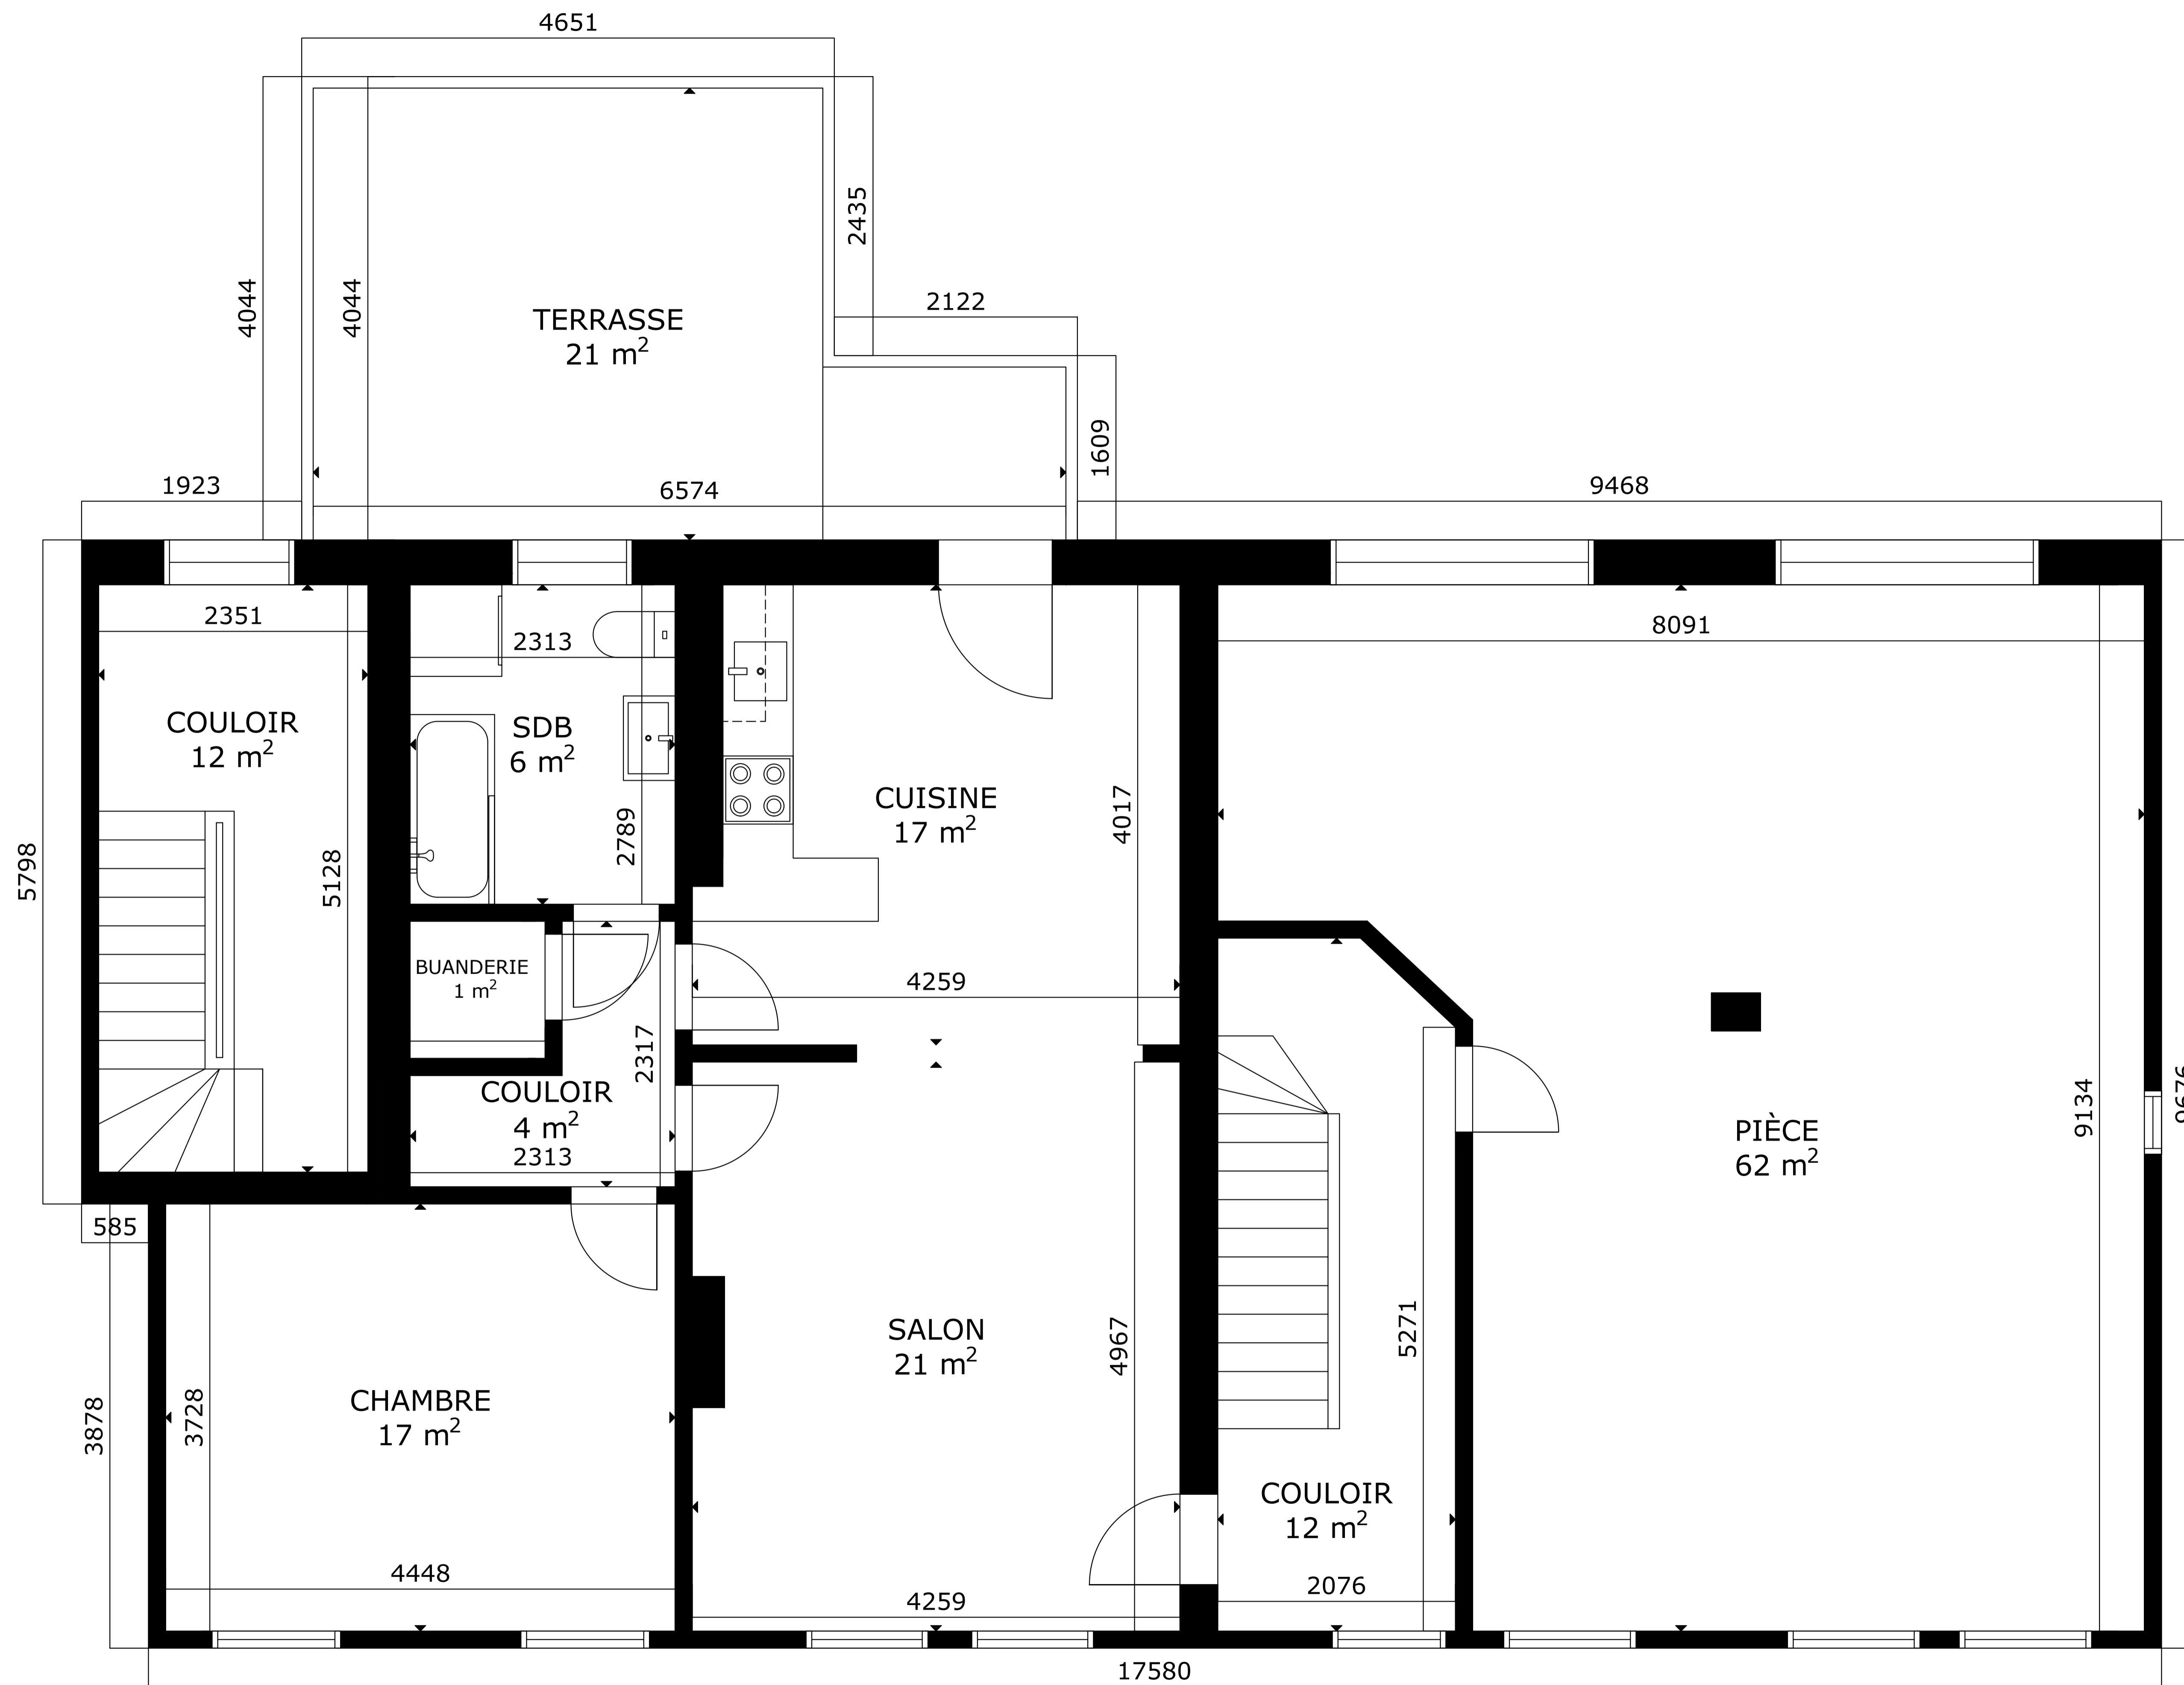 4651
2435
4044
4044
TERRASSE
21 m²
2122
1609
1923
6574
9468
2351
2313
8091
COULOIR
12 m²
SDB
6 m²
CUISINE
17 m²
4017
2789
5798
5128
BUANDERIE
1 m²
4259
2317
COULOIR
4 m²
2313
9134
9676
PIÈCE
62 m²
585
5271
4967
SALON
21 m²
CHAMBRE
17 m²
3878
3728
COULOIR
12 m²
4448
4259
2076
17580